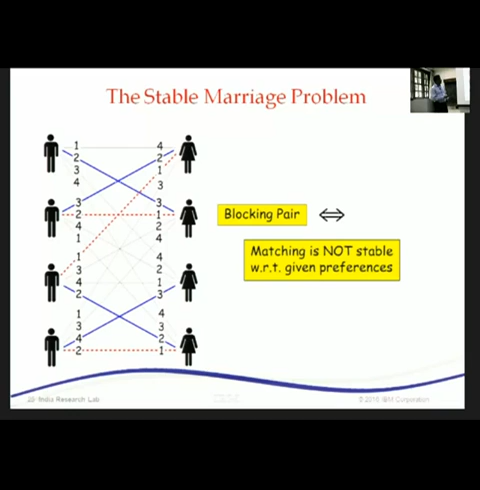 The Stable Marriage Problem
1 4
2 2
3 1
4 3
3 3
2 1
4 2
1 4
1 4
3 2
4 1
2 3
1 4
3 3
4 2
2 1
Blocking Pair ⇔
Matching is NOT stable
w.r.t. given preferences
India Research Lab
© 2010 IBM Corporation